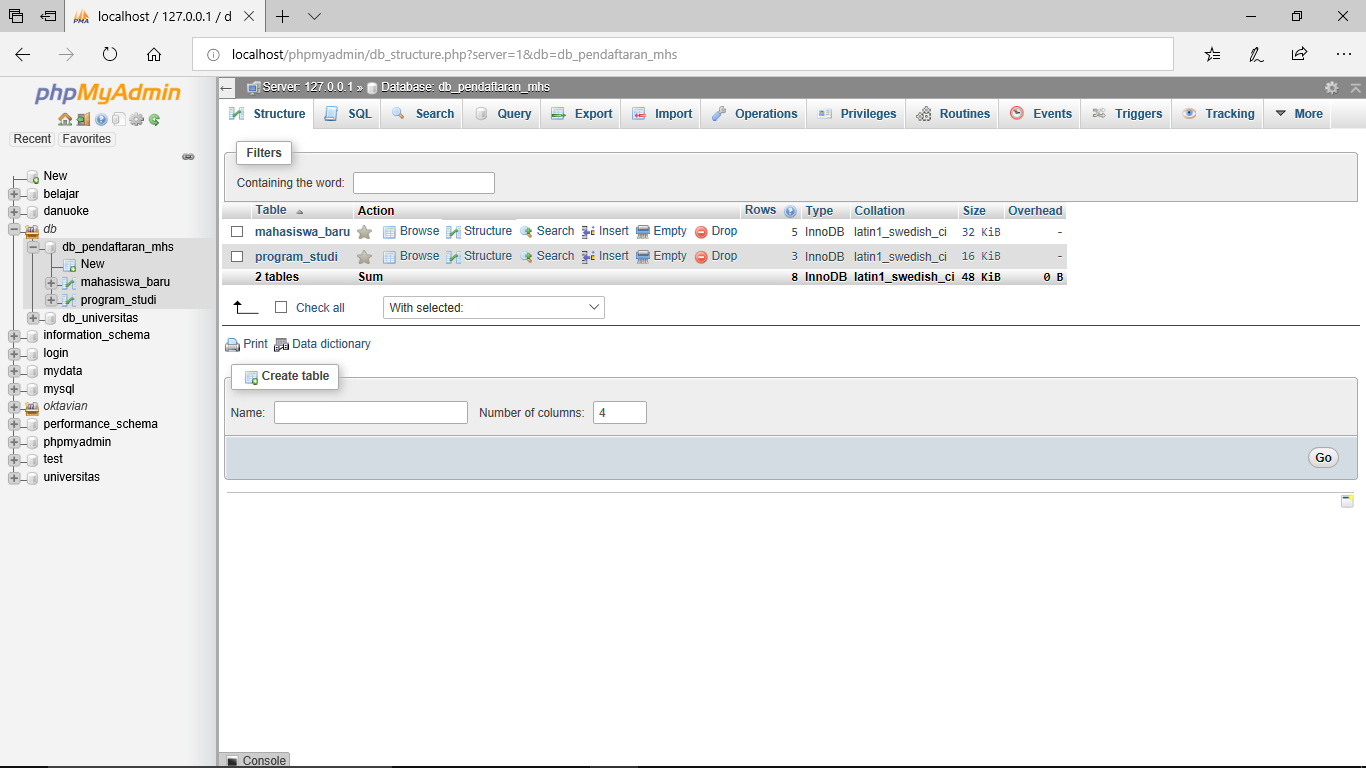 localhost / 127.0.0.1 / d
localhost/phpmyadmin/db_structure.php?server=1&db=db_pendaftaran_mhs
phpMyAdmin
Recent Favorites
New
belajar
danuoke
db
db_pendaftaran_mhs
New
mahasiswa_baru
program_studi
db_universitas
information_schema
login
mydata
mysql
oktavian
performance_schema
phpmyadmin
test
universitas
Server: 127.0.0.1 » Database: db_pendaftaran_mhs
Structure SQL Search Query Export Import Operations Privileges Routines Events Triggers Tracking More
Filters
Containing the word:
Table Action Rows Type Collation Size Overhead
mahasiswa_baru Browse Structure Search Insert Empty Drop 5 InnoDB latin1_swedish_ci 32 KiB -
program_studi Browse Structure Search Insert Empty Drop 3 InnoDB latin1_swedish_ci 16 KiB -
2 tables Sum 8 InnoDB latin1_swedish_ci 48 KiB 0 B
Check all With selected:
Print Data dictionary
Create table
Name: Number of columns: 4
Go
Console